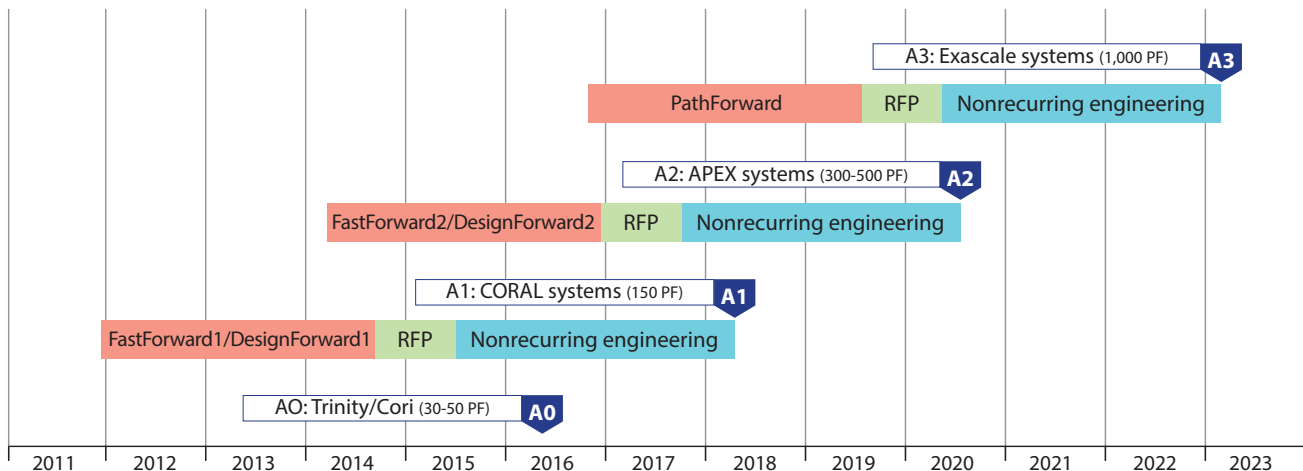 A3: Exascale systems (1,000 PF) A3
PathForward RFP Nonrecurring engineering
A2: APEX systems (300-500 PF) A2
FastForward2/DesignForward2 RFP Nonrecurring engineering
A1: CORAL systems (150 PF) A1
FastForward1/DesignForward1 RFP Nonrecurring engineering
AO: Trinity/Cori (30-50 PF) A0
2011 2012 2013 2014 2015 2016 2017 2018 2019 2020 2021 2022 2023